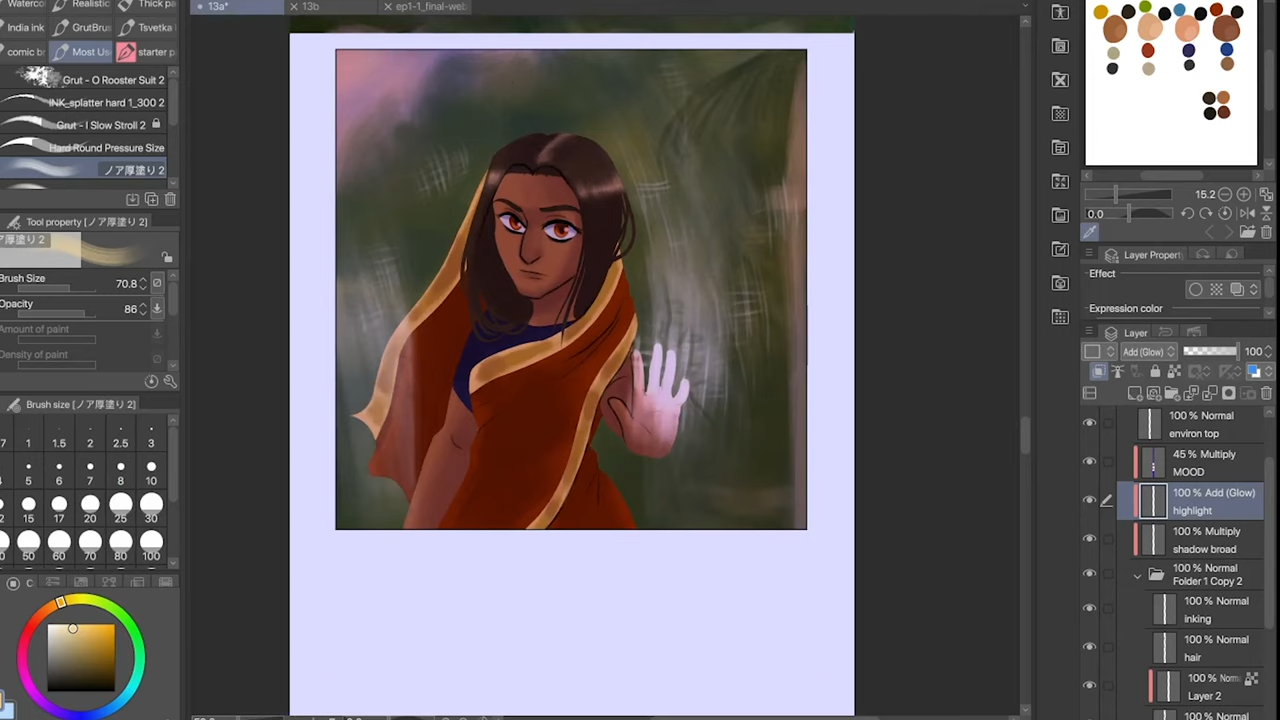 13a*
13b
ep1-1_final-web
Waterco
Realistic
Thick pa
India ink
GrutBrus
Tsvetka
comic br
Most Us
starter p
Grut - O Rooster Suit 2
INK_splatter hard 1_300 2
Grut - I Slow Stroll 2
Hard Round Pressure Size
ノア厚塗り 2
Tool property [ノア厚塗り 2]
ア厚塗り 2
Brush Size
70.8
Opacity
86
Amount of paint
Density of paint
Brush size [ノア厚塗り 2]
7 1 1.5 2 2.5 3
5 6 7 8 10
2 15 17 20 25 30
0 50 60 70 80 100
C
15.2
0.0
Layer Propert
Effect
Expression color
Layer
Add (Glow)
100
100 % Normal
environ top
45 % Multiply
MOOD
100 % Add (Glow)
highlight
100 % Multiply
shadow broad
100 % Normal
Folder 1 Copy 2
100 % Normal
inking
100 % Normal
hair
100 % Norm
Layer 2
100 % Normal